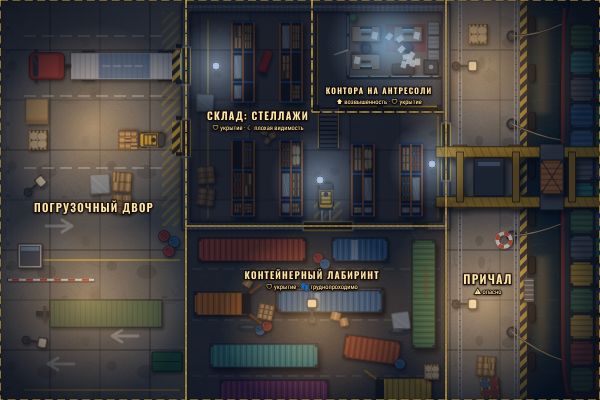 КОНТОРА НА АНТРЕСОЛИ
возвышенность · укрытие
СКЛАД: СТЕЛЛАЖИ
укрытие · плохая видимость
ПОГРУЗОЧНЫЙ ДВОР
КОНТЕЙНЕРНЫЙ ЛАБИРИНТ
укрытие · труднопроходимо
ПРИЧАЛ
опасно